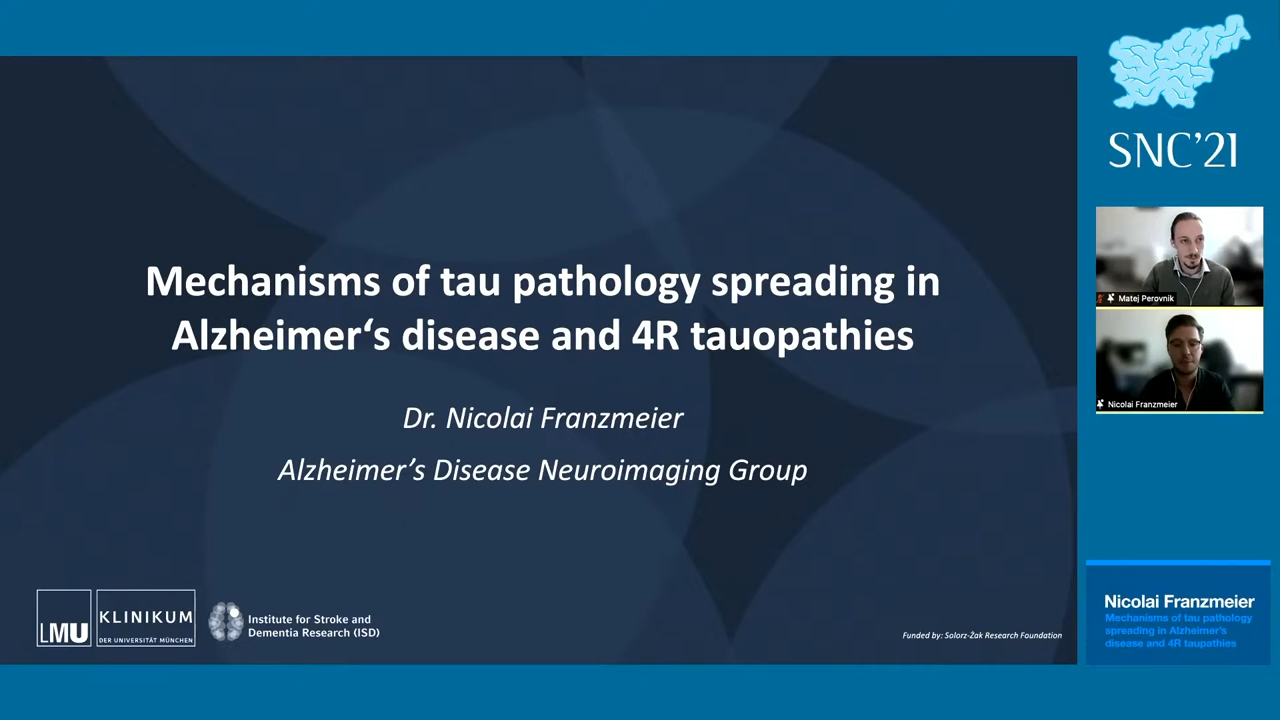 Mechanisms of tau pathology spreading in
Alzheimer‘s disease and 4R tauopathies
Dr. Nicolai Franzmeier
Alzheimer’s Disease Neuroimaging Group
LMU
KLINIKUM
DER UNIVERSITÄT MÜNCHEN
Institute for Stroke and
Dementia Research (ISD)
Funded by: Solorz-Żak Research Foundation
SNC’21
Matej Perovnik
Nicolai Franzmeier
Nicolai Franzmeier
Mechanisms of tau pathology
spreading in Alzheimer's
disease and 4R taupathies